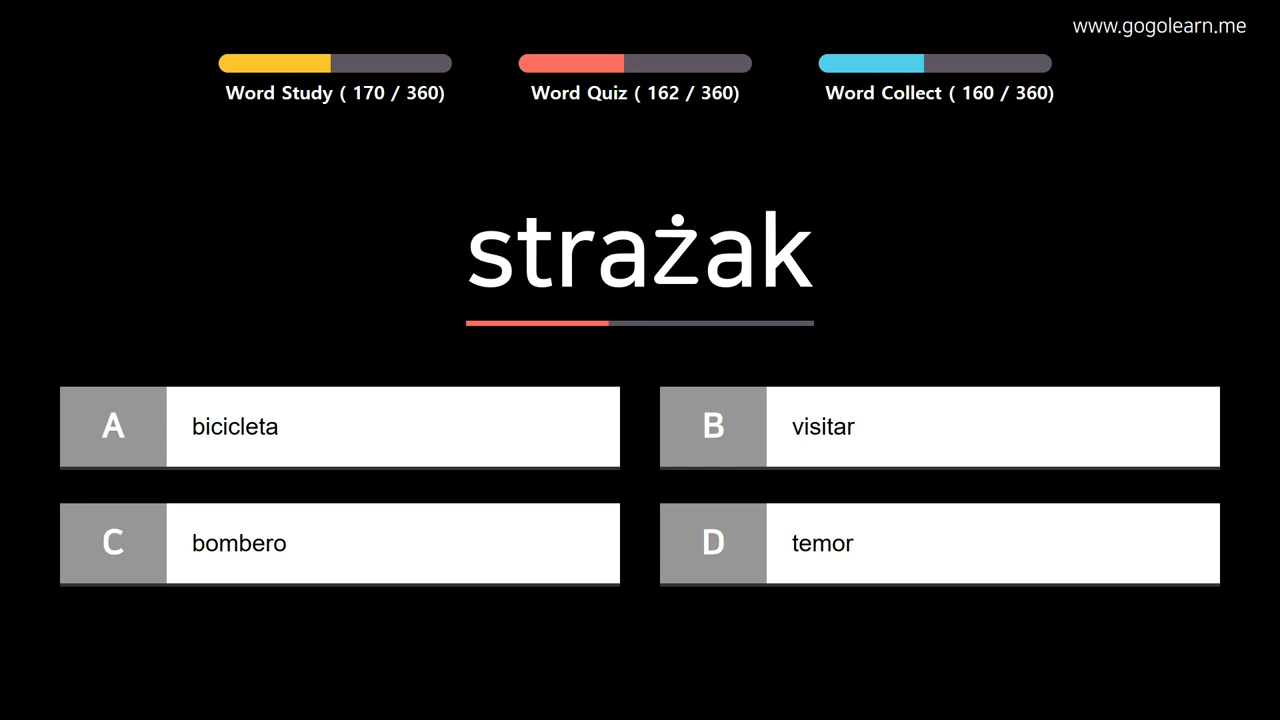 www.gogolearn.me
Word Study ( 170 / 360)
Word Quiz ( 162 / 360)
Word Collect ( 160 / 360)
strażak
A bicicleta
B visitar
C bombero
D temor